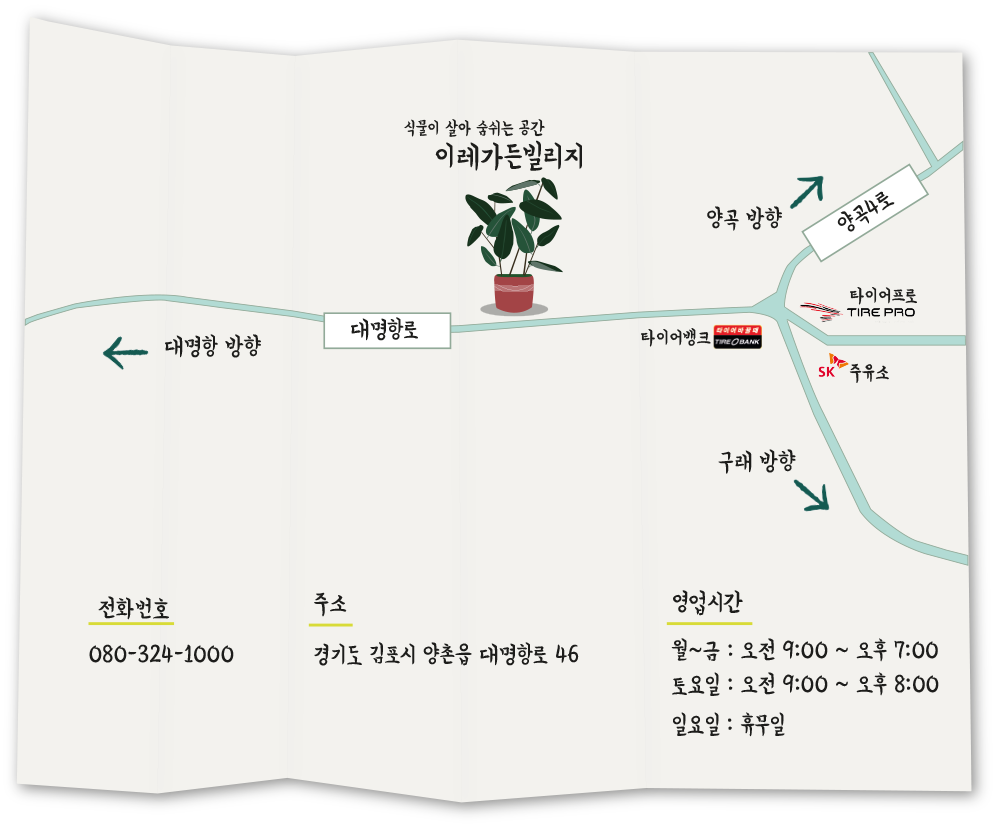 식물이 살아 숨쉬는 공간
이레가든빌리지
양곡 방향
양곡4로
타이어프로
TIRE PRO
대명항로
타이어뱅크
타이어바꿀때
TIRE BANK
대명항 방향
SK 주유소
구래 방향
전화번호
080-324-1000
주소
경기도 김포시 양촌읍 대명항로 46
영업시간
월~금 : 오전 9:00 ~ 오후 7:00
토요일 : 오전 9:00 ~ 오후 8:00
일요일 : 휴무일